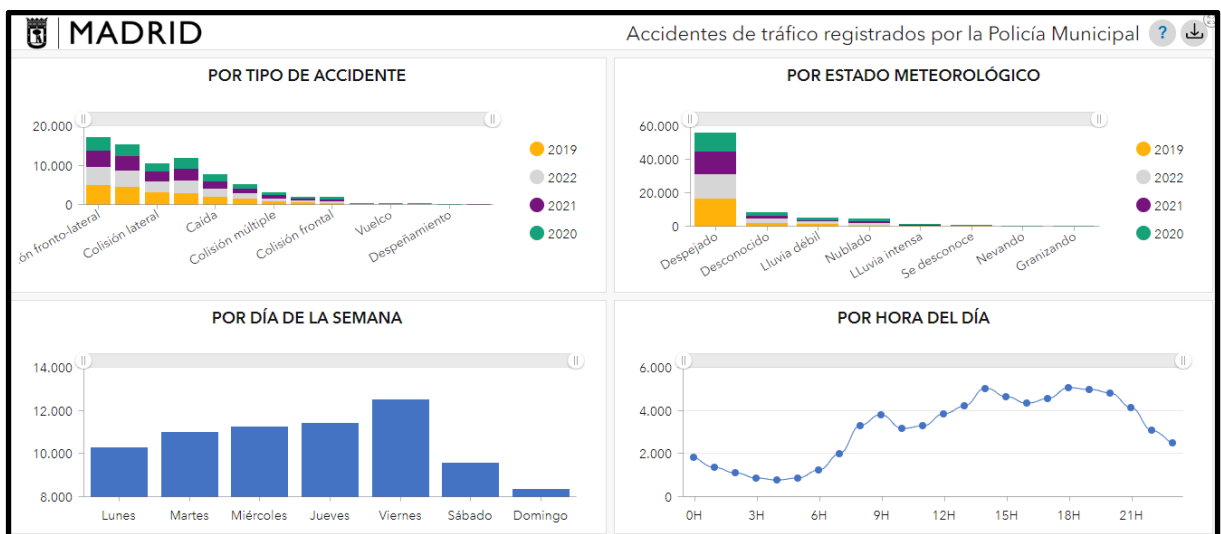 MADRID
Accidentes de tráfico registrados por la Policía Municipal ?
POR TIPO DE ACCIDENTE
20.000
10.000
0
ón fronto-lateral
Colisión lateral
Caída
Colisión múltiple
Colisión frontal
Vuelco
Despeñamiento
2019
2022
2021
2020
POR ESTADO METEOROLÓGICO
60.000
40.000
20.000
0
Despejado
Desconocido
Lluvia débil
Nublado
LLuvia intensa
Se desconoce
Nevando
Granizando
2019
2022
2021
2020
POR DÍA DE LA SEMANA
14.000
12.000
10.000
8.000
Lunes Martes Miércoles Jueves Viernes Sábado Domingo
POR HORA DEL DÍA
6.000
4.000
2.000
0
0H 3H 6H 9H 12H 15H 18H 21H